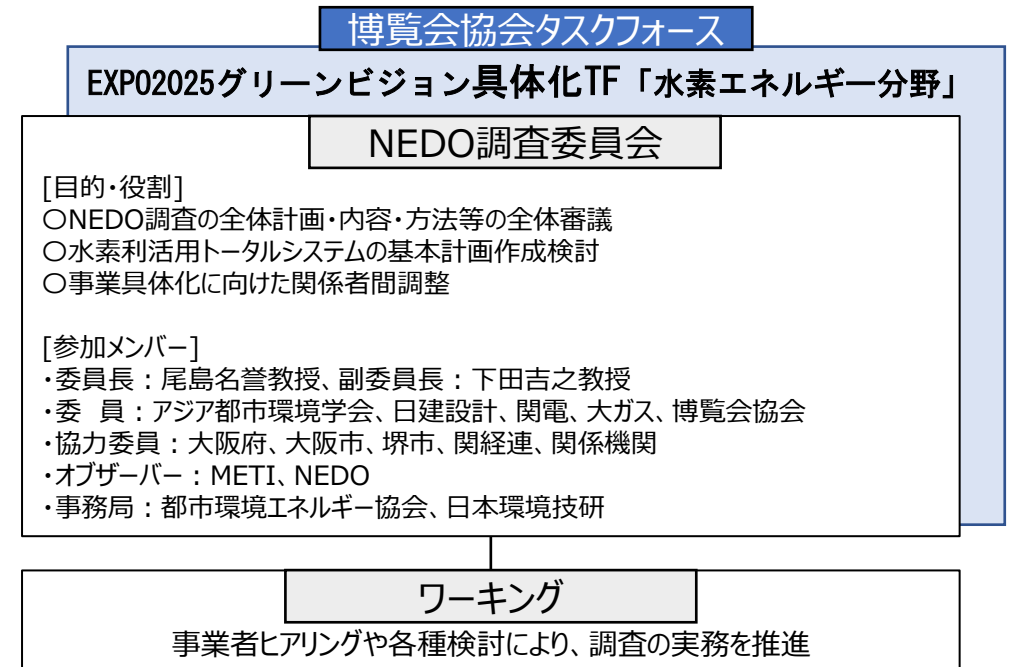 博覧会協会タスクフォース
EXPO2025グリーンビジョン具体化TF「水素エネルギー分野」
NEDO調査委員会
[目的・役割]
〇NEDO調査の全体計画・内容・方法等の全体審議
〇水素利活用トータルシステムの基本計画作成検討
〇事業具体化に向けた関係者間調整
[参加メンバー]
・委員長：尾島名誉教授、副委員長：下田吉之教授
・委　員：アジア都市環境学会、日建設計、関電、大ガス、博覧会協会
・協力委員：大阪府、大阪市、堺市、関経連、関係機関
・オブザーバー：METI、NEDO
・事務局：都市環境エネルギー協会、日本環境技研
ワーキング
事業者ヒアリングや各種検討により、調査の実務を推進